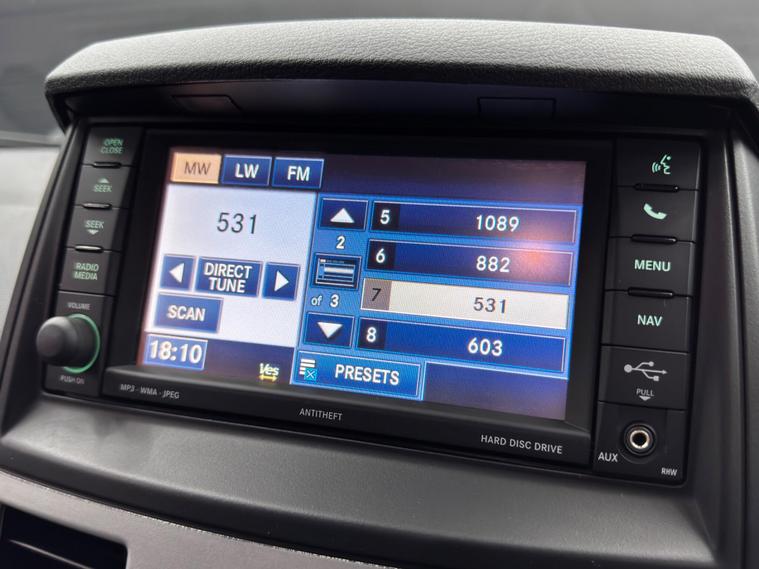 OPEN
CLOSE
SEEK
SEEK
RADIO
MEDIA
VOLUME
PUSH ON
MW LW FM
531
DIRECT
TUNE
SCAN
18:10
Yes
2
of 3
5 1089
6 882
7 531
8 603
PRESETS
MP3 · WMA · JPEG
ANTITHEFT
HARD DISC DRIVE
MENU
NAV
PULL
AUX
RHW